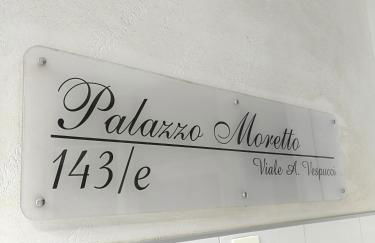 Palazzo Moretto
143/e Viale A. Vespucci